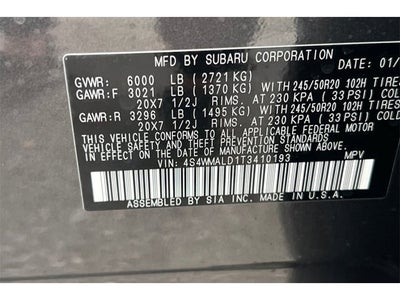 MFD BY SUBARU CORPORATION 01/
GVWR: 6000 LB (2721 KG)
GAWR:F 3021 LB (1370 KG) WITH 245/50R20 102H TIRES
20X7 1/2J RIMS, AT 230 KPA (33 PSI) COLD
GAWR:R 3296 LB (1495 KG) WITH 245/50R20 102H TIRES
20X7 1/2J RIMS, AT 230 KPA (33 PSI) COLD
THIS VEHICLE CONFORMS TO ALL APPLICABLE FEDERAL MOTOR
VEHICLE SAFETY AND THEFT PREVENTION STANDARDS
IN EFFECT ON THE DATE OF MANUFACTURE SHOWN ABOVE.
VIN: 4S4WMALD1T3410193 MPV
ASSEMBLED BY SIA INC. MADE IN U.S.A.